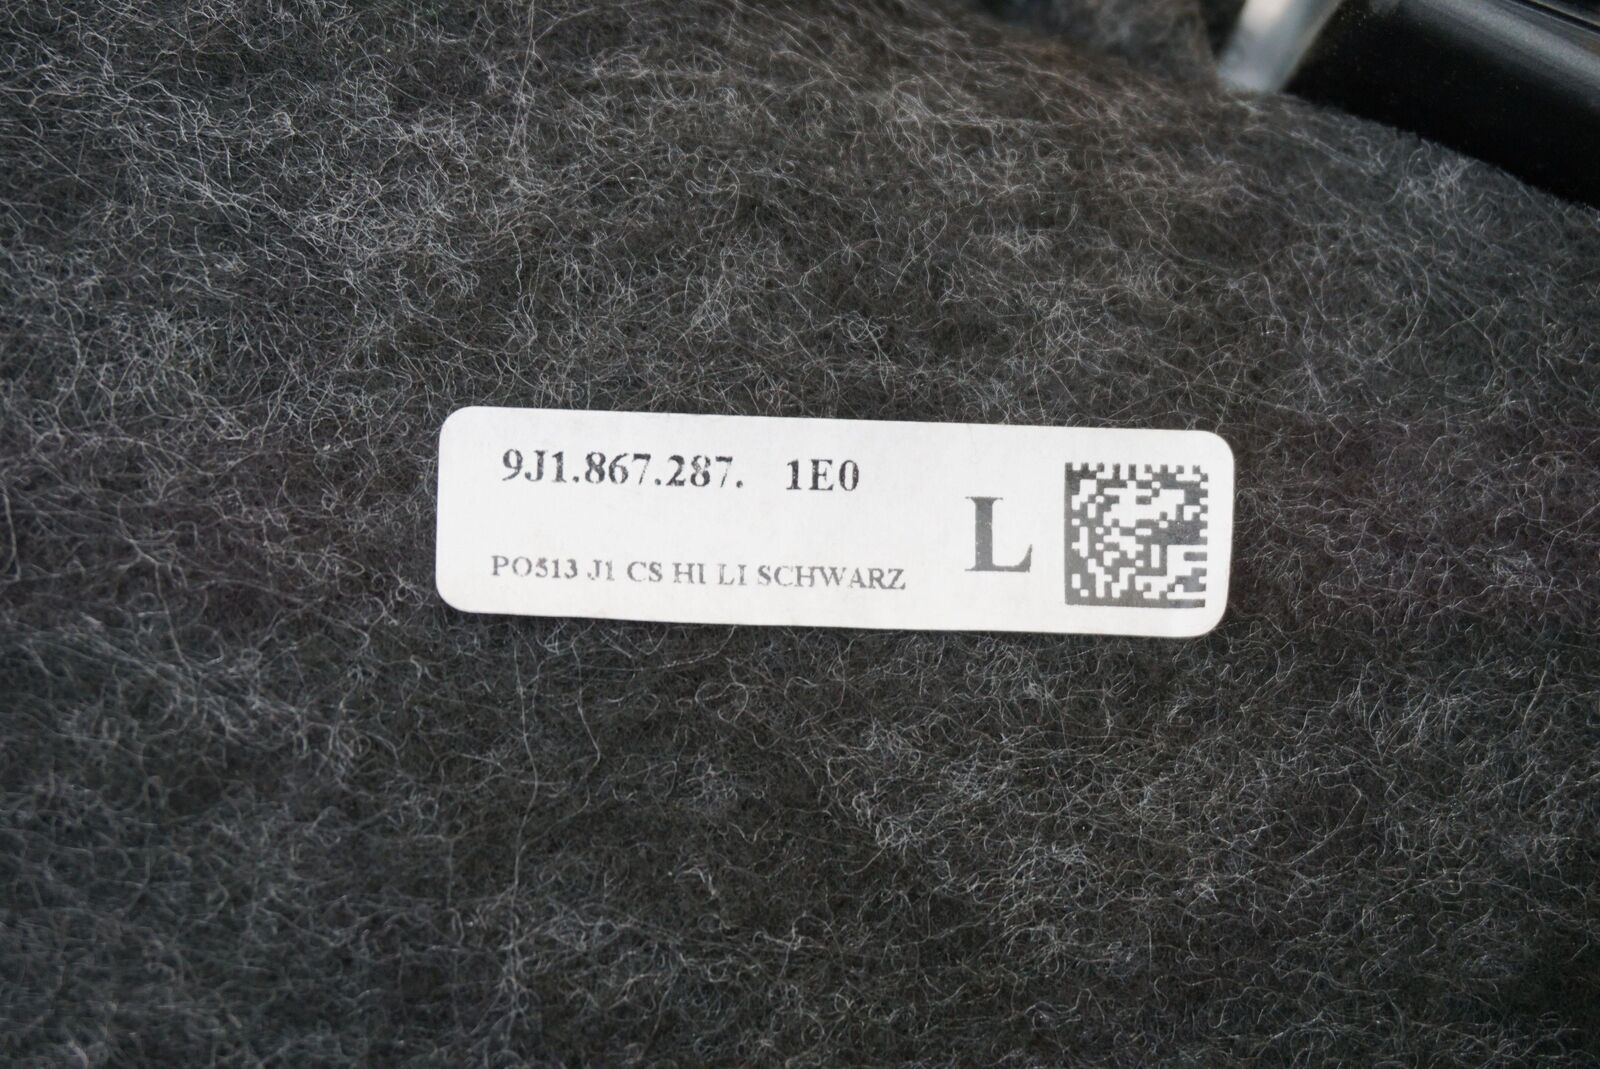 9J1.867.287. 1E0
L
PO513 J1 CS HI LI SCHWARZ